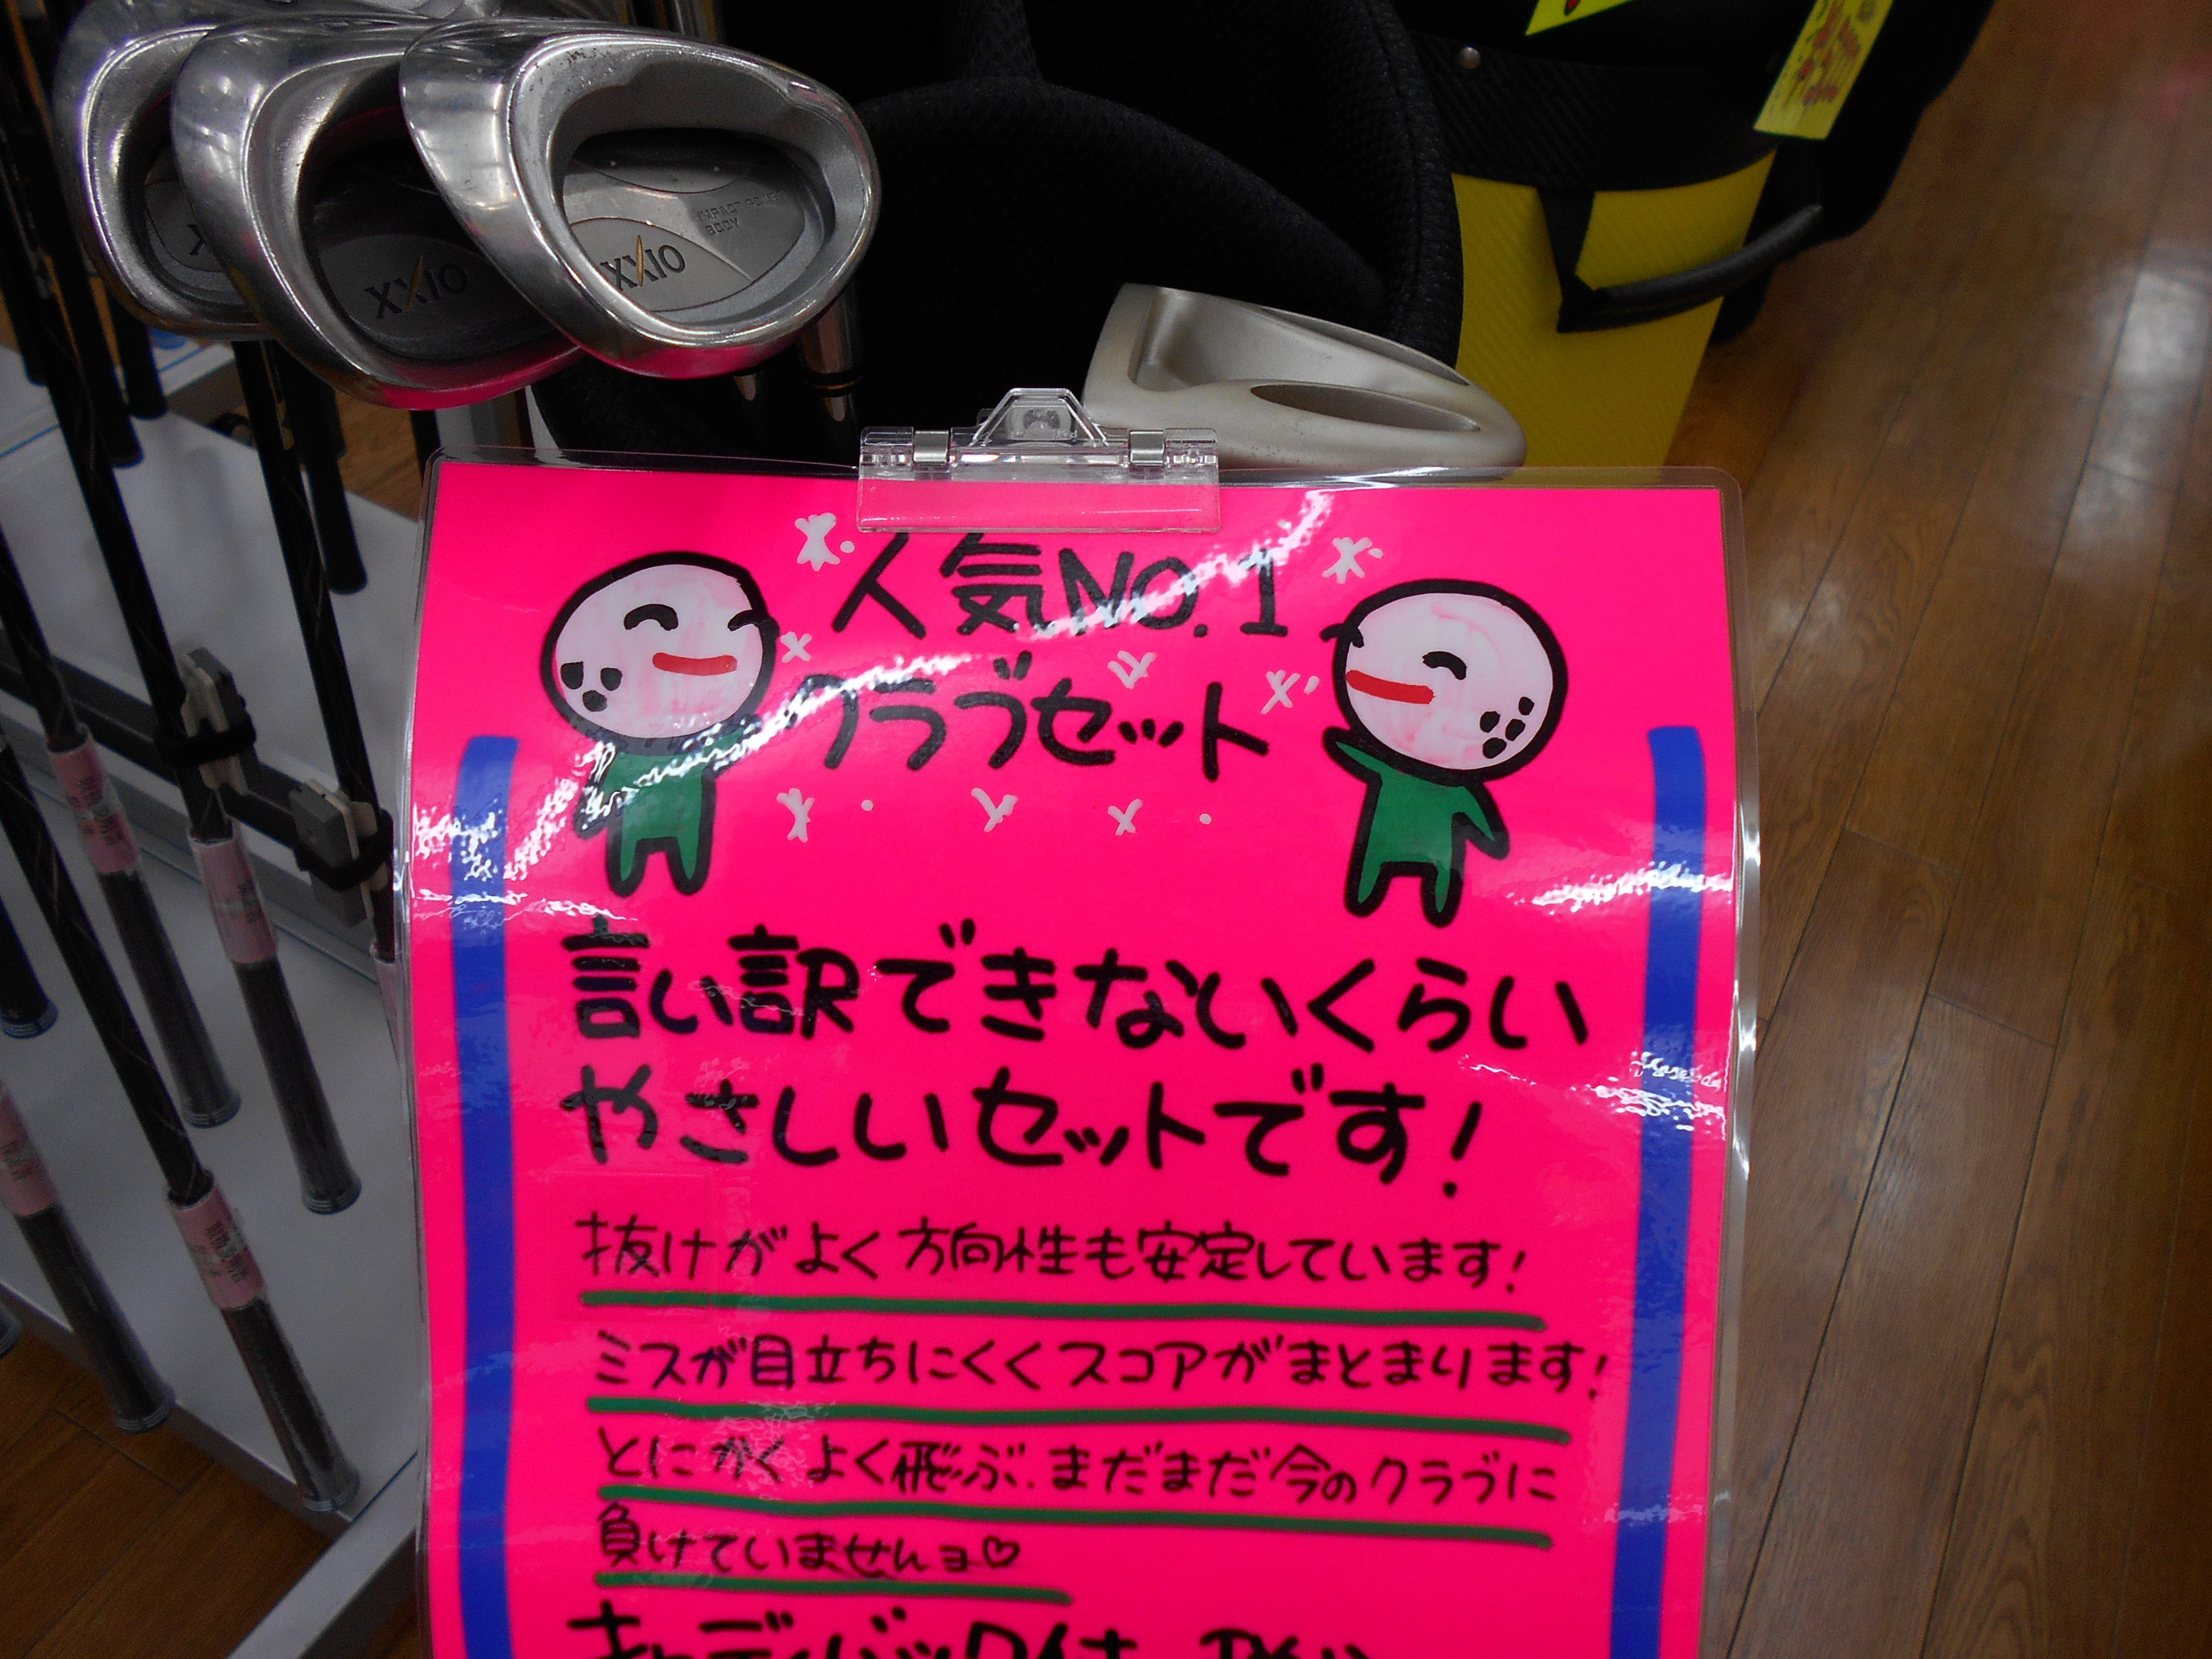 XXIO
XXIO
IMPACT POWER
BODY
人気NO.1
クラブセット
言い訳できないくらい
やさしいセットです!
抜けがよく方向性も安定しています!
ミスが目立ちにくくスコアがまとまります!
とにかくよく飛ぶ.まだまだ今のクラブに
負けていませんヨ♡